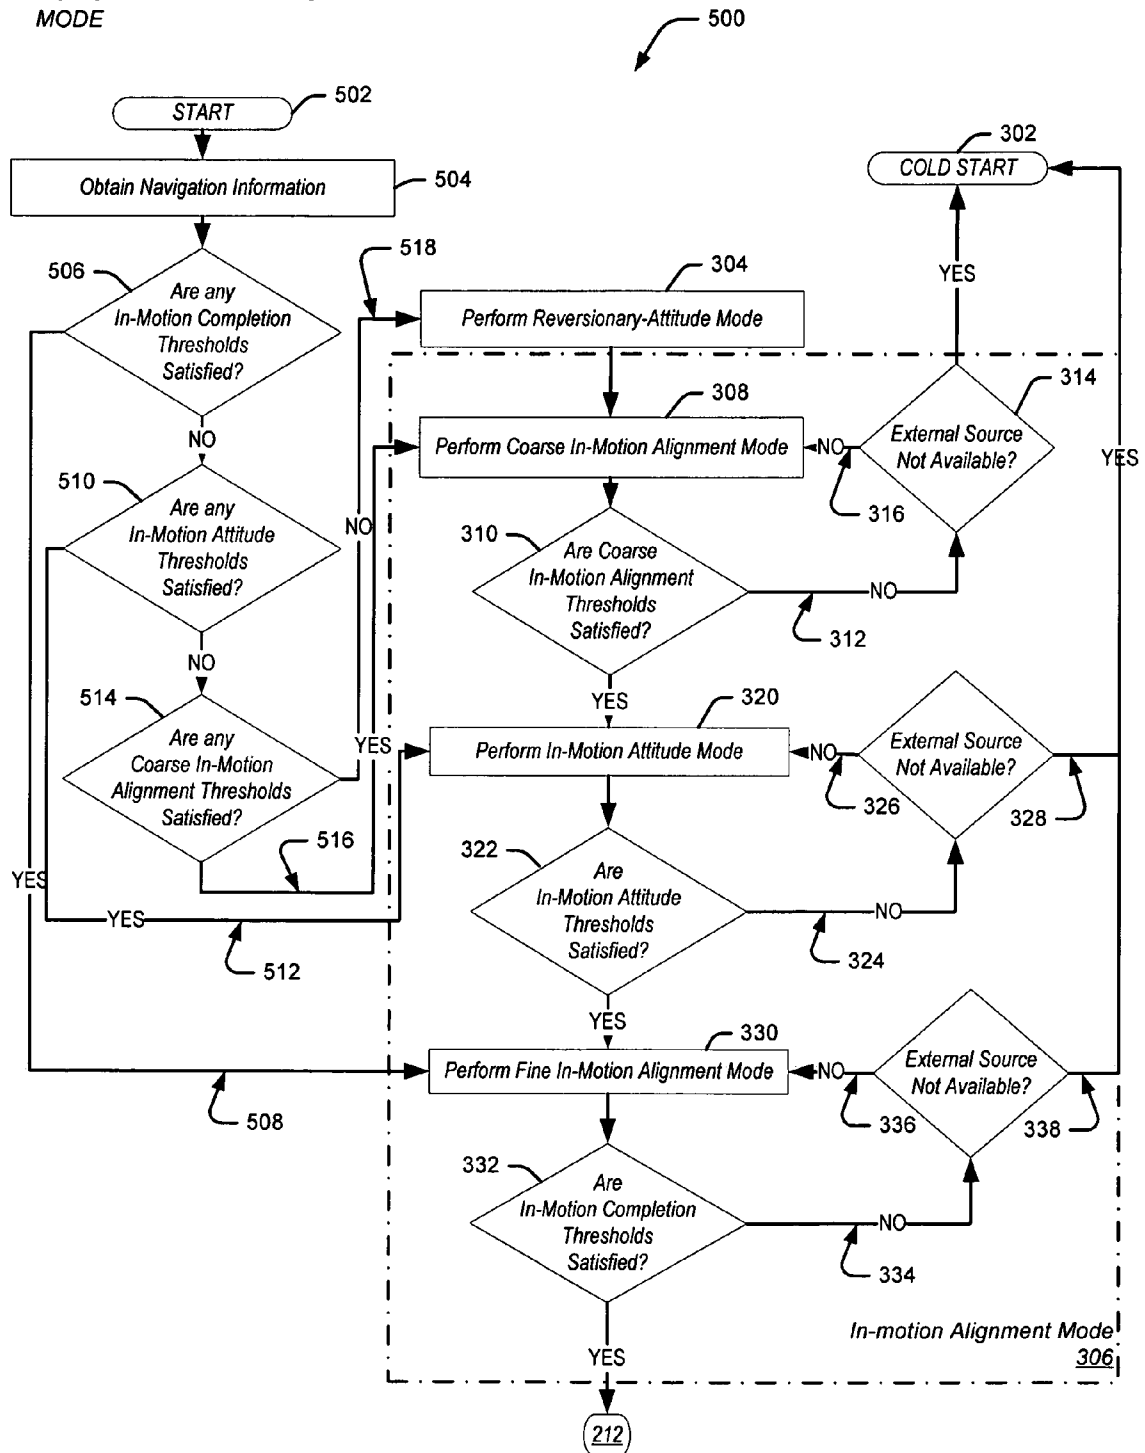 MODE
500
START
502
Obtain Navigation Information
504
506
Are any
In-Motion Completion
Thresholds
Satisfied?
NO
510
Are any
In-Motion Attitude
Thresholds
Satisfied?
NO
514
Are any
Coarse In-Motion
Alignment Thresholds
Satisfied?
518
NO
YES
516
YES
512
YES
508
302
COLD START
YES
YES
304
Perform Reversionary-Attitude Mode
308
Perform Coarse In-Motion Alignment Mode
NO
316
314
External Source
Not Available?
310
Are Coarse
In-Motion Alignment
Thresholds
Satisfied?
NO
312
YES
320
Perform In-Motion Attitude Mode
NO
326
External Source
Not Available?
328
322
Are
In-Motion Attitude
Thresholds
Satisfied?
NO
324
YES
330
Perform Fine In-Motion Alignment Mode
NO
336
External Source
Not Available?
338
332
Are
In-Motion Completion
Thresholds
Satisfied?
NO
334
YES
In-motion Alignment Mode
306
212